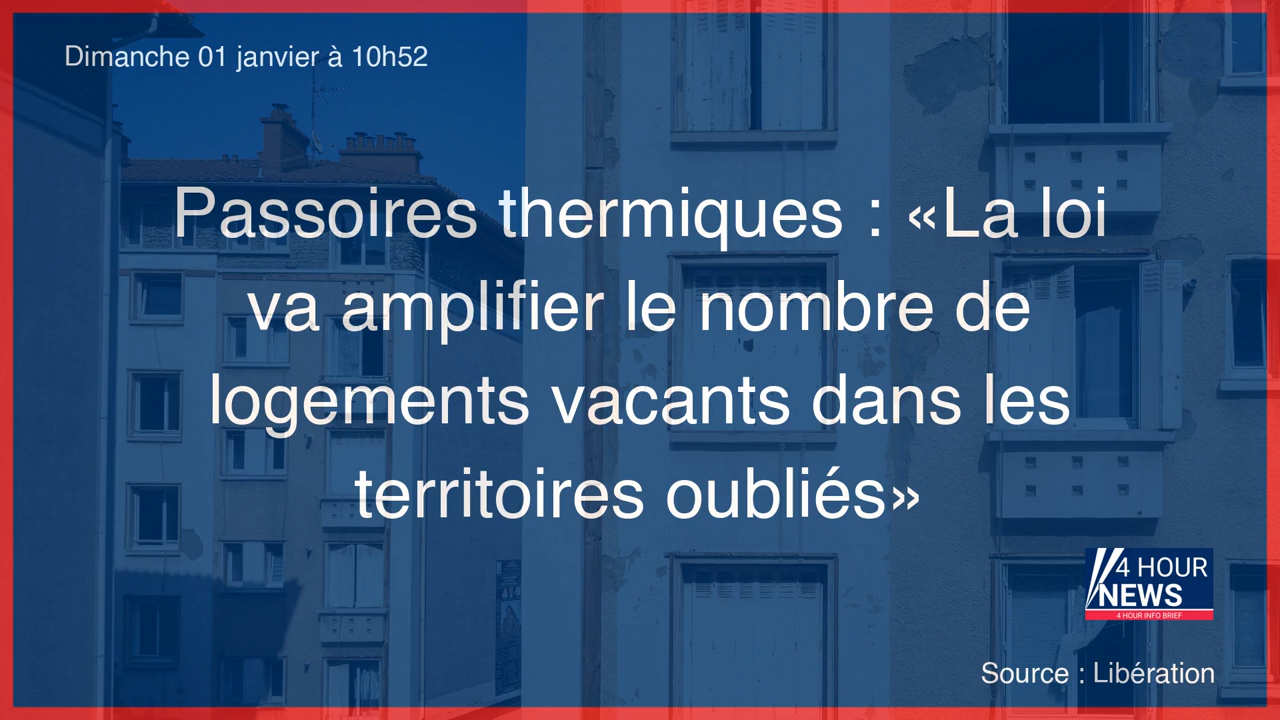 Dimanche 01 janvier à 10h52
Passoires thermiques : «La loi
va amplifier le nombre de
logements vacants dans les
territoires oubliés»
4 HOUR
NEWS
4 HOUR INFO BRIEF
Source : Libération